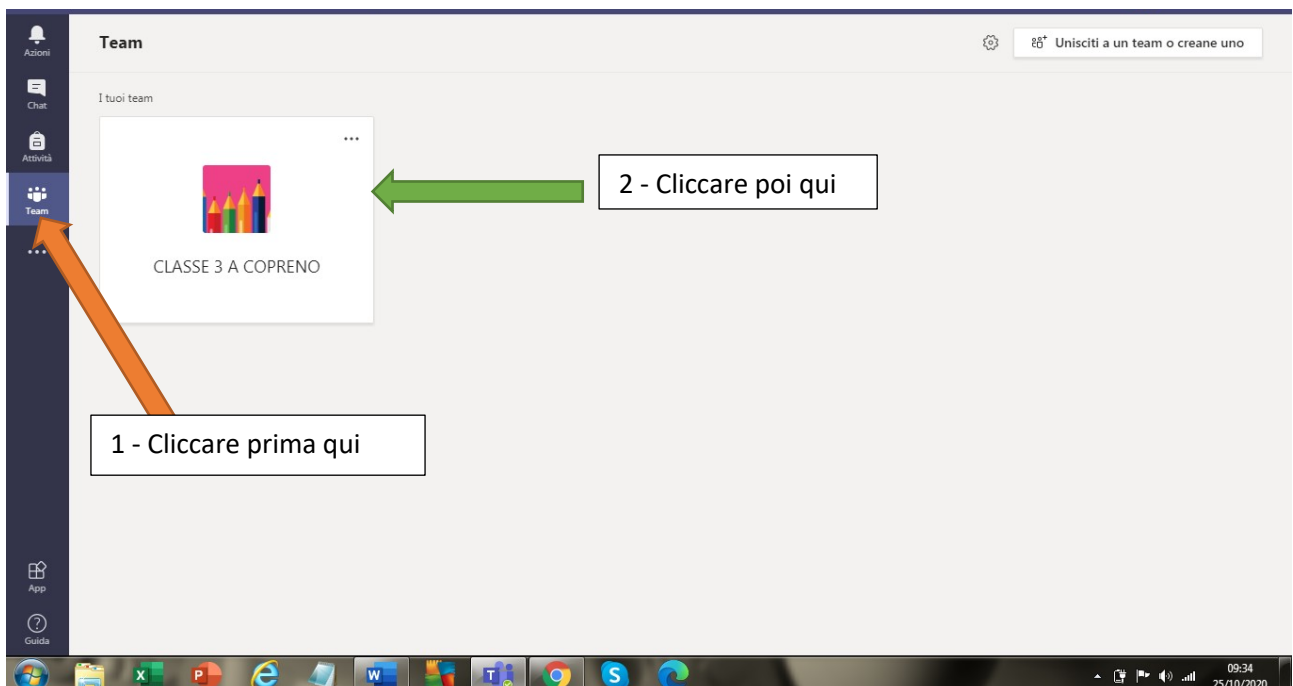 Azioni
Team
Unisciti a un team o creane uno
Chat
I tuoi team
Attività
Team
CLASSE 3 A COPRENO
2 - Cliccare poi qui
1 - Cliccare prima qui
App
Guida
09:34
25/10/2020